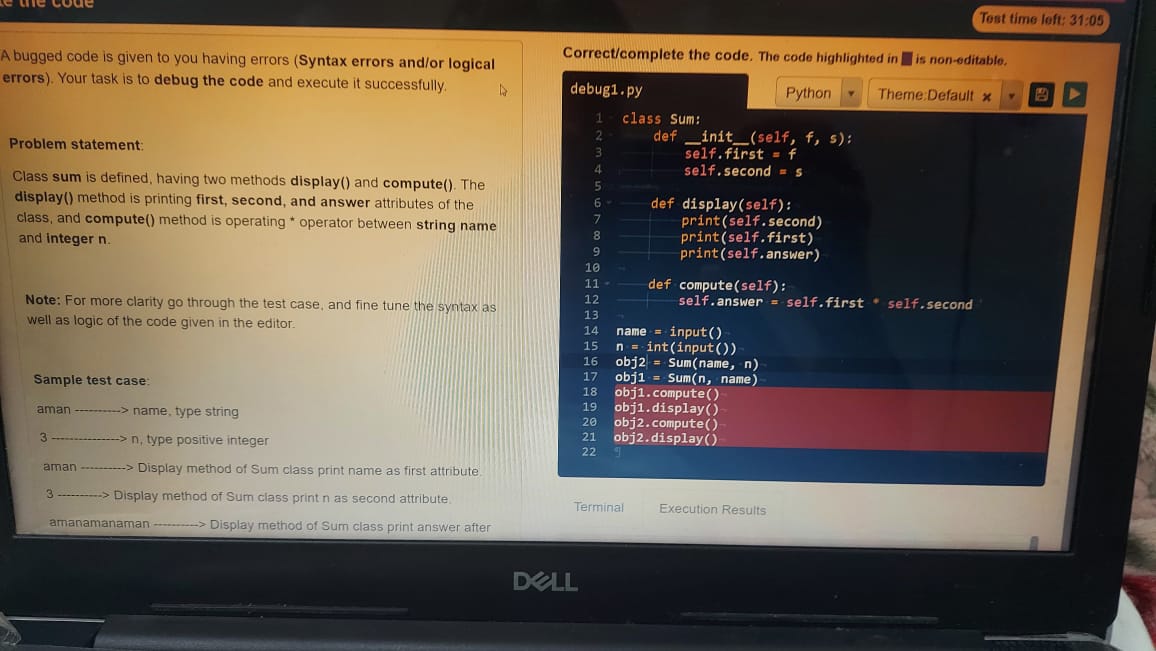 the code
Test time left: 31:05
A bugged code is given to you having errors (Syntax errors and/or logical
errors). Your task is to debug the code and execute it successfully.
Problem statement:
Class sum is defined, having two methods display() and compute(). The
display() method is printing first, second, and answer attributes of the
class, and compute() method is operating * operator between string name
and integer n.
Note: For more clarity go through the test case, and fine tune the syntax as
well as logic of the code given in the editor.
Sample test case:
aman ----------> name, type string
3 ---------------> n, type positive integer
aman ----------> Display method of Sum class print name as first attribute.
3 ----------> Display method of Sum class print n as second attribute.
amanamanaman ----------> Display method of Sum class print answer after
Correct/complete the code. The code highlighted in is non-editable.
debug1.py
Python
Theme:Default x
1 class Sum:
2 def __init__(self, f, s):
3 self.first = f
4 self.second = s
5
6 def display(self):
7 print(self.second)
8 print(self.first)
9 print(self.answer)
10
11 def compute(self):
12 self.answer = self.first * self.second
13
14 name = input()
15 n = int(input())
16 obj2 = Sum(name, n)
17 obj1 = Sum(n, name)
18 obj1.compute()
19 obj1.display()
20 obj2.compute()
21 obj2.display()
22
Terminal
Execution Results
DELL